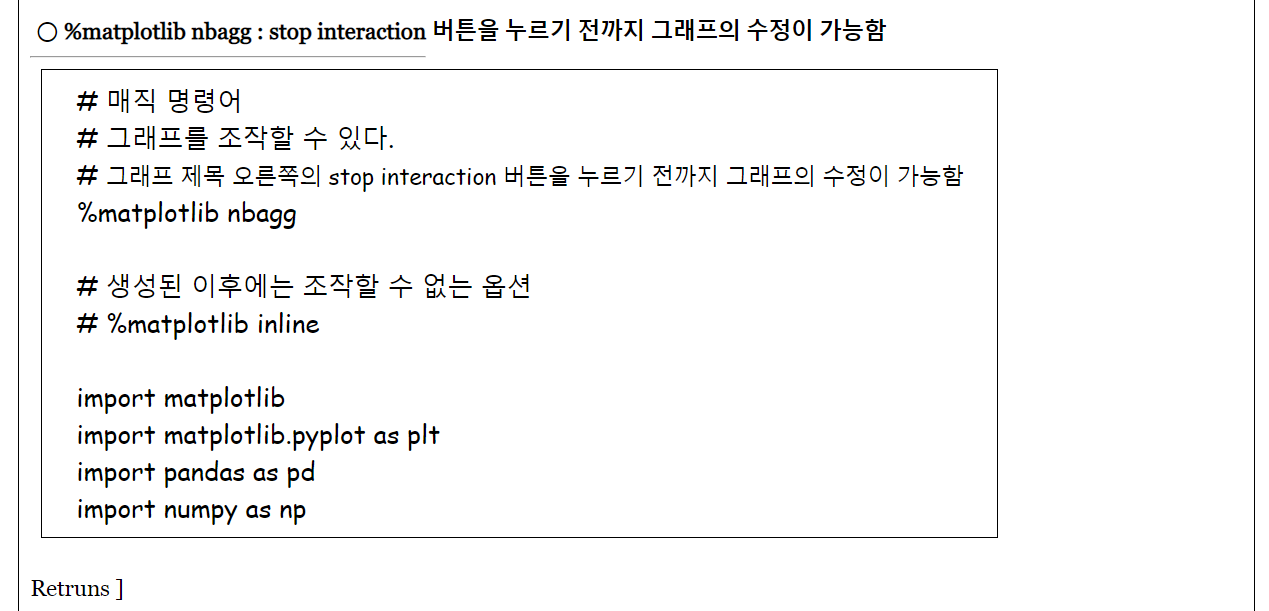 ○ %matplotlib nbagg : stop interaction 버튼을 누르기 전까지 그래프의 수정이 가능함
# 매직 명령어
# 그래프를 조작할 수 있다.
# 그래프 제목 오른쪽의 stop interaction 버튼을 누르기 전까지 그래프의 수정이 가능함
%matplotlib nbagg
# 생성된 이후에는 조작할 수 없는 옵션
# %matplotlib inline
import matplotlib
import matplotlib.pyplot as plt
import pandas as pd
import numpy as np
Retruns ]